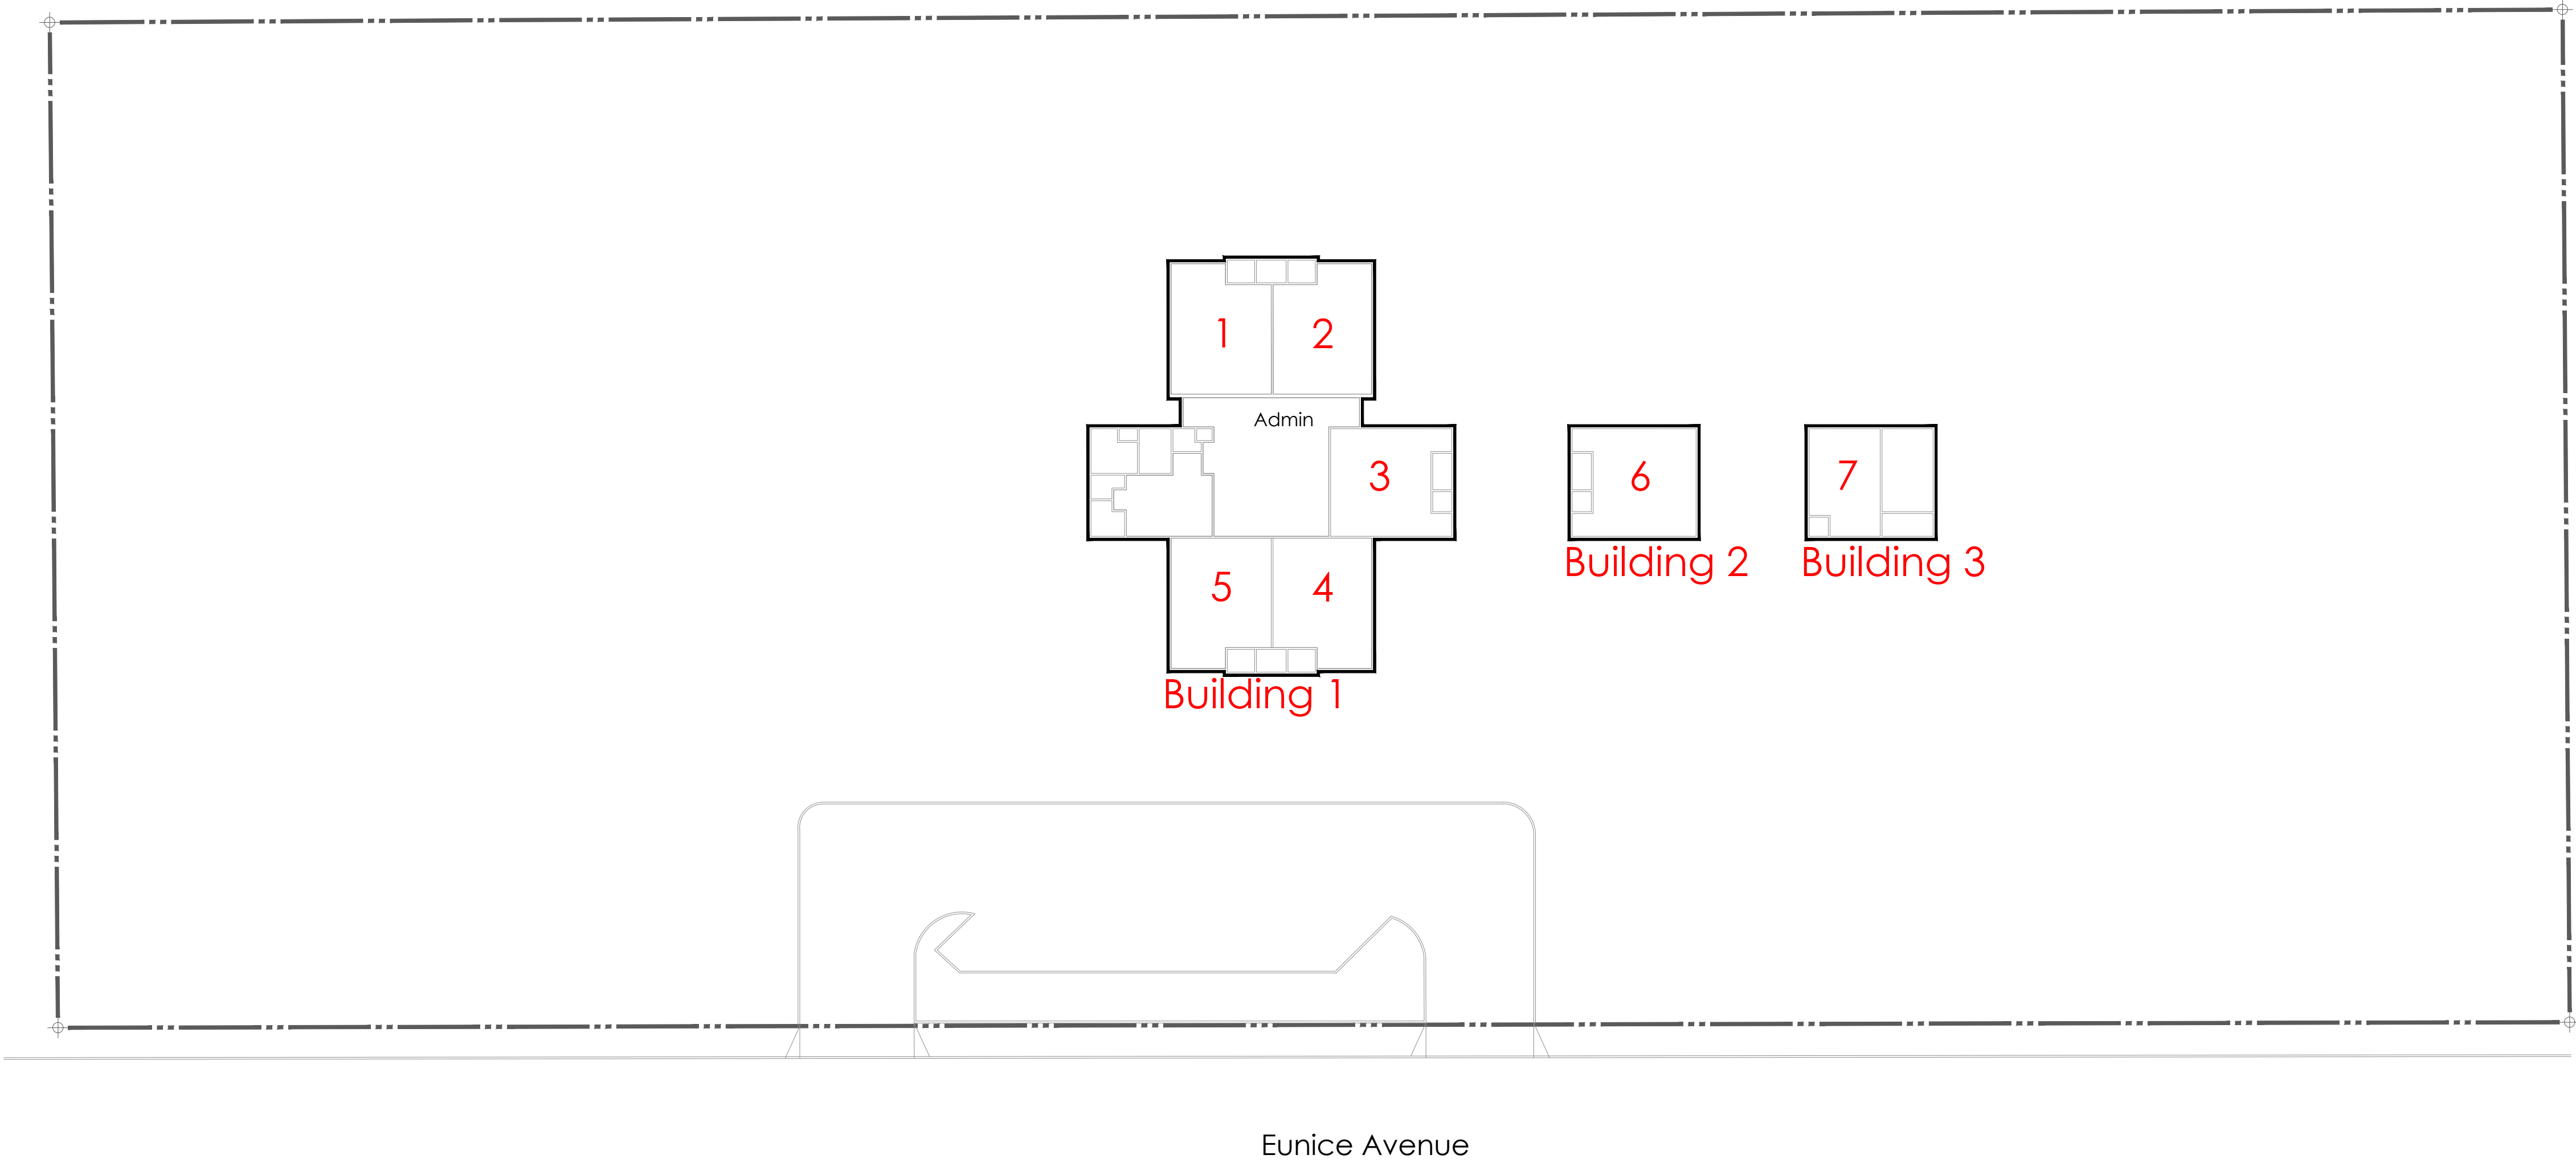 1 2
Admin
3 6 7
Building 2 Building 3
5 4
Building 1
Eunice Avenue